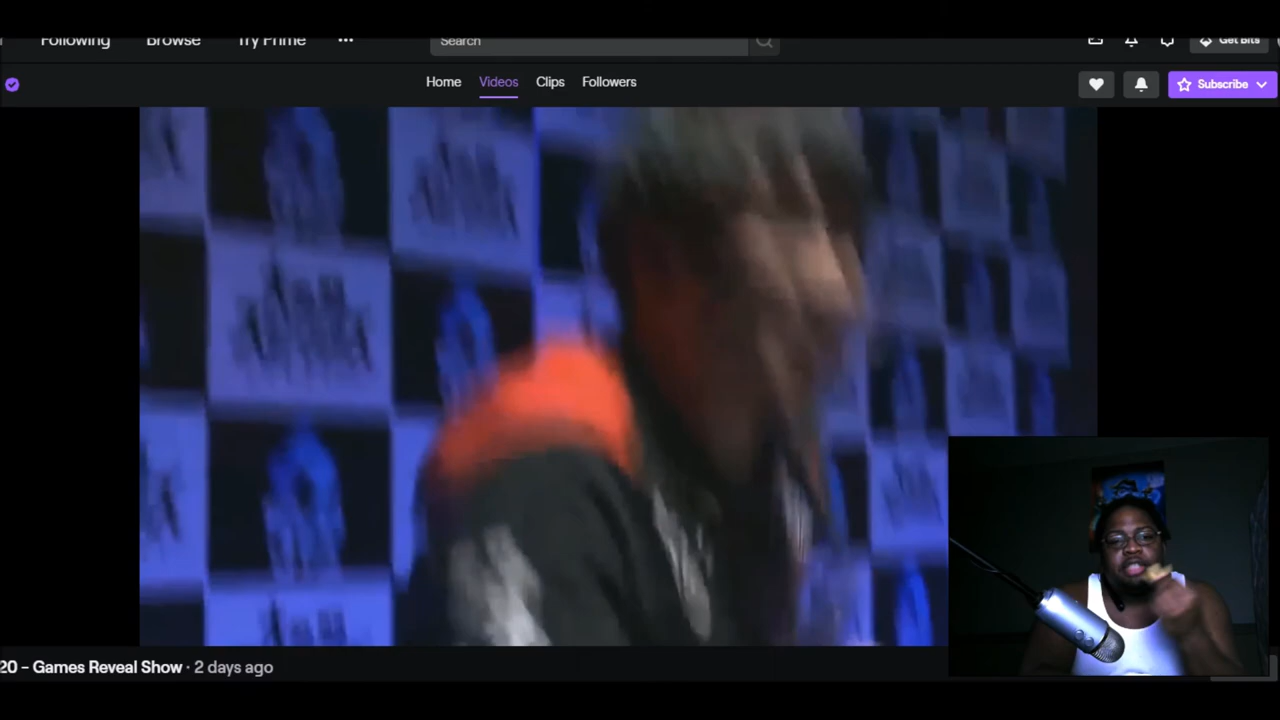 Following Browse Try Prime ... Search Get Bits
Home Videos Clips Followers Subscribe
20 – Games Reveal Show · 2 days ago